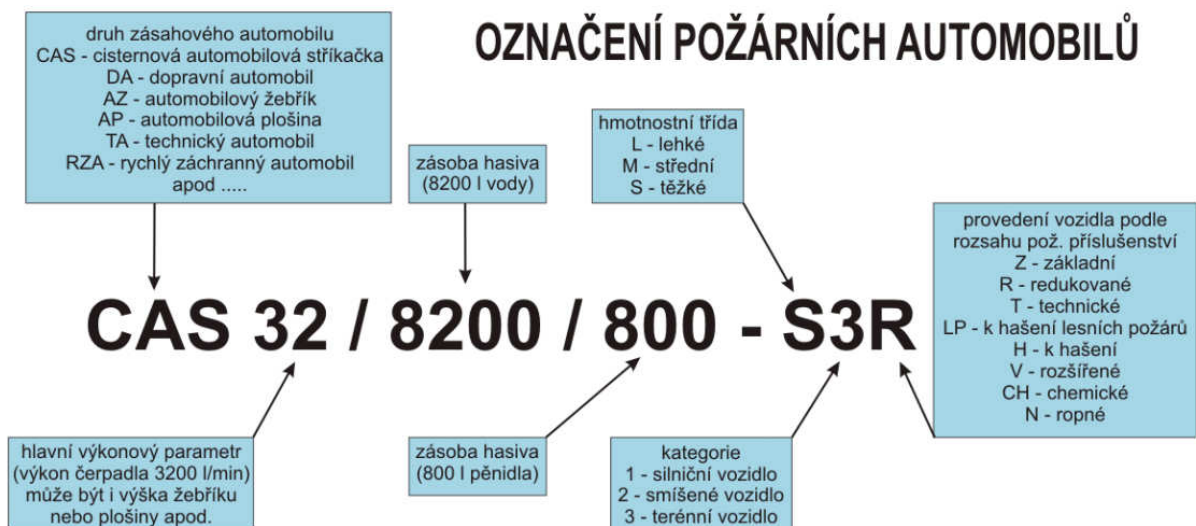 OZNAČENÍ POŽÁRNÍCH AUTOMOBILŮ
druh zásahového automobilu
CAS - cisternová automobilová stříkačka
DA - dopravní automobil
AZ - automobilový žebřík
AP - automobilová plošina
TA - technický automobil
RZA - rychlý záchranný automobil
apod .....
zásoba hasiva
(8200 l vody)
hmotnostní třída
L - lehké
M - střední
S - těžké
provedení vozidla podle
rozsahu pož. příslušenství
Z - základní
R - redukované
T - technické
LP - k hašení lesních požárů
H - k hašení
V - rozšířené
CH - chemické
N - ropné
CAS 32 / 8200 / 800 - S3R
hlavní výkonový parametr
(výkon čerpadla 3200 l/min)
může být i výška žebříku
nebo plošiny apod.
zásoba hasiva
(800 l pěnidla)
kategorie
1 - silniční vozidlo
2 - smíšené vozidlo
3 - terénní vozidlo